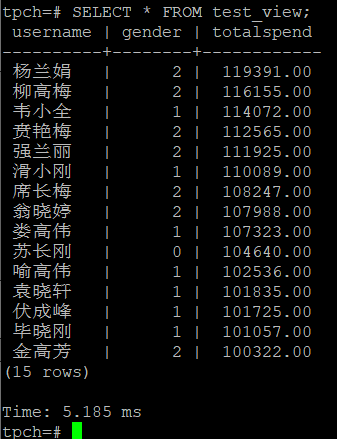 tpch=# SELECT * FROM test_view;
username | gender | totalspend
----------+--------+------------
杨兰娟 | 2 | 119391.00
柳高梅 | 2 | 116155.00
韦小全 | 1 | 114072.00
贲艳梅 | 2 | 112565.00
强兰丽 | 2 | 111925.00
滑小刚 | 1 | 110089.00
席长梅 | 2 | 108247.00
翁晓婷 | 2 | 107988.00
娄高伟 | 1 | 107323.00
苏长刚 | 0 | 104640.00
喻高伟 | 1 | 102536.00
袁晓轩 | 1 | 101835.00
伏成峰 | 1 | 101725.00
毕晓刚 | 1 | 101057.00
金高芳 | 2 | 100322.00
(15 rows)
Time: 5.185 ms
tpch=#